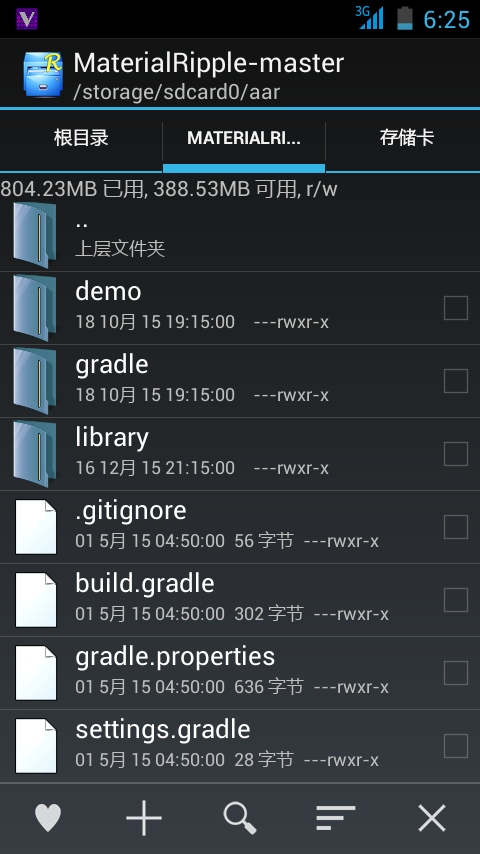 3G 6:25
MaterialRipple-master
/storage/sdcard0/aar
根目录 MATERIALRI... 存储卡
804.23MB 已用, 388.53MB 可用, r/w
..
上层文件夹
demo
18 10月 15 19:15:00 ---rwxr-x
gradle
18 10月 15 19:15:00 ---rwxr-x
library
16 12月 15 21:15:00 ---rwxr-x
.gitignore
01 5月 15 04:50:00 56 字节 ---rwxr-x
build.gradle
01 5月 15 04:50:00 302 字节 ---rwxr-x
gradle.properties
01 5月 15 04:50:00 636 字节 ---rwxr-x
settings.gradle
01 5月 15 04:50:00 28 字节 ---rwxr-x